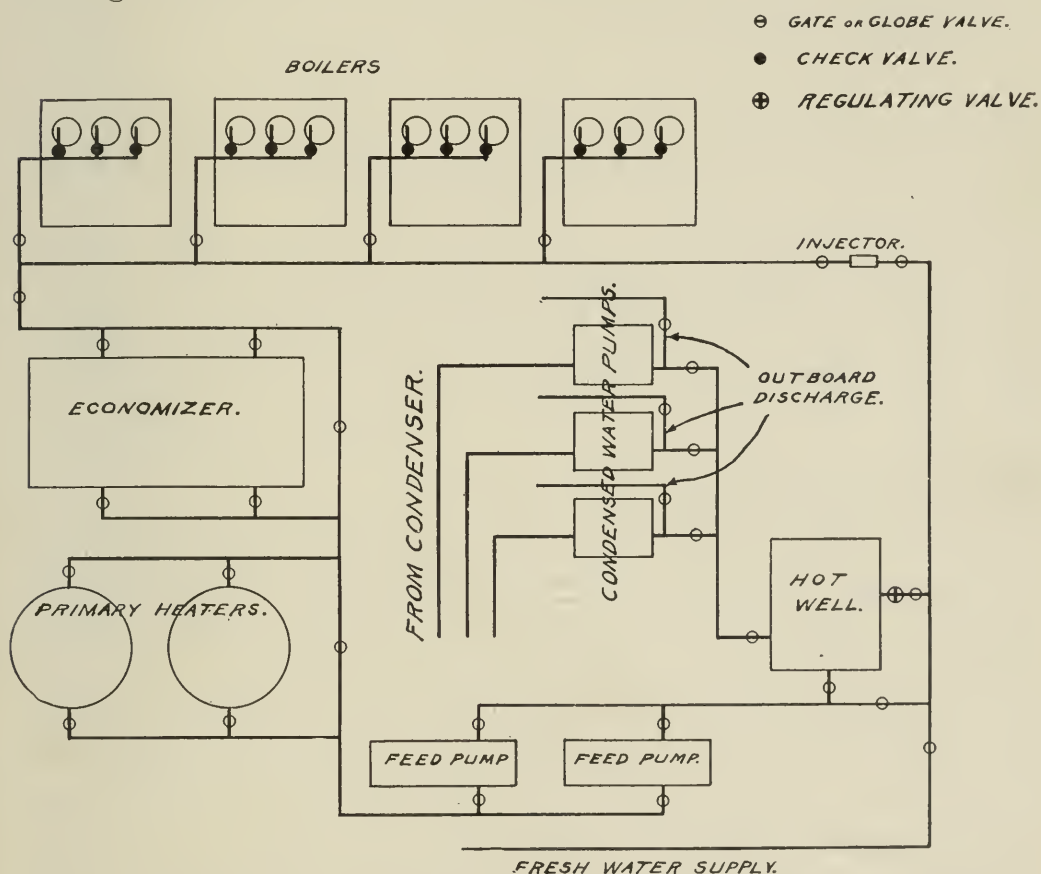 GATE OR GLOBE VALVE.
CHECK VALVE.
REGULATING VALVE.
BOILERS
INJECTOR.
CONDENSED WATER PUMPS.
OUTBOARD
DISCHARGE.
FROM CONDENSER.
ECONOMIZER.
PRIMARY HEATERS.
HOT
WELL.
FEED PUMP
FEED PUMP.
FRESH WATER SUPPLY.